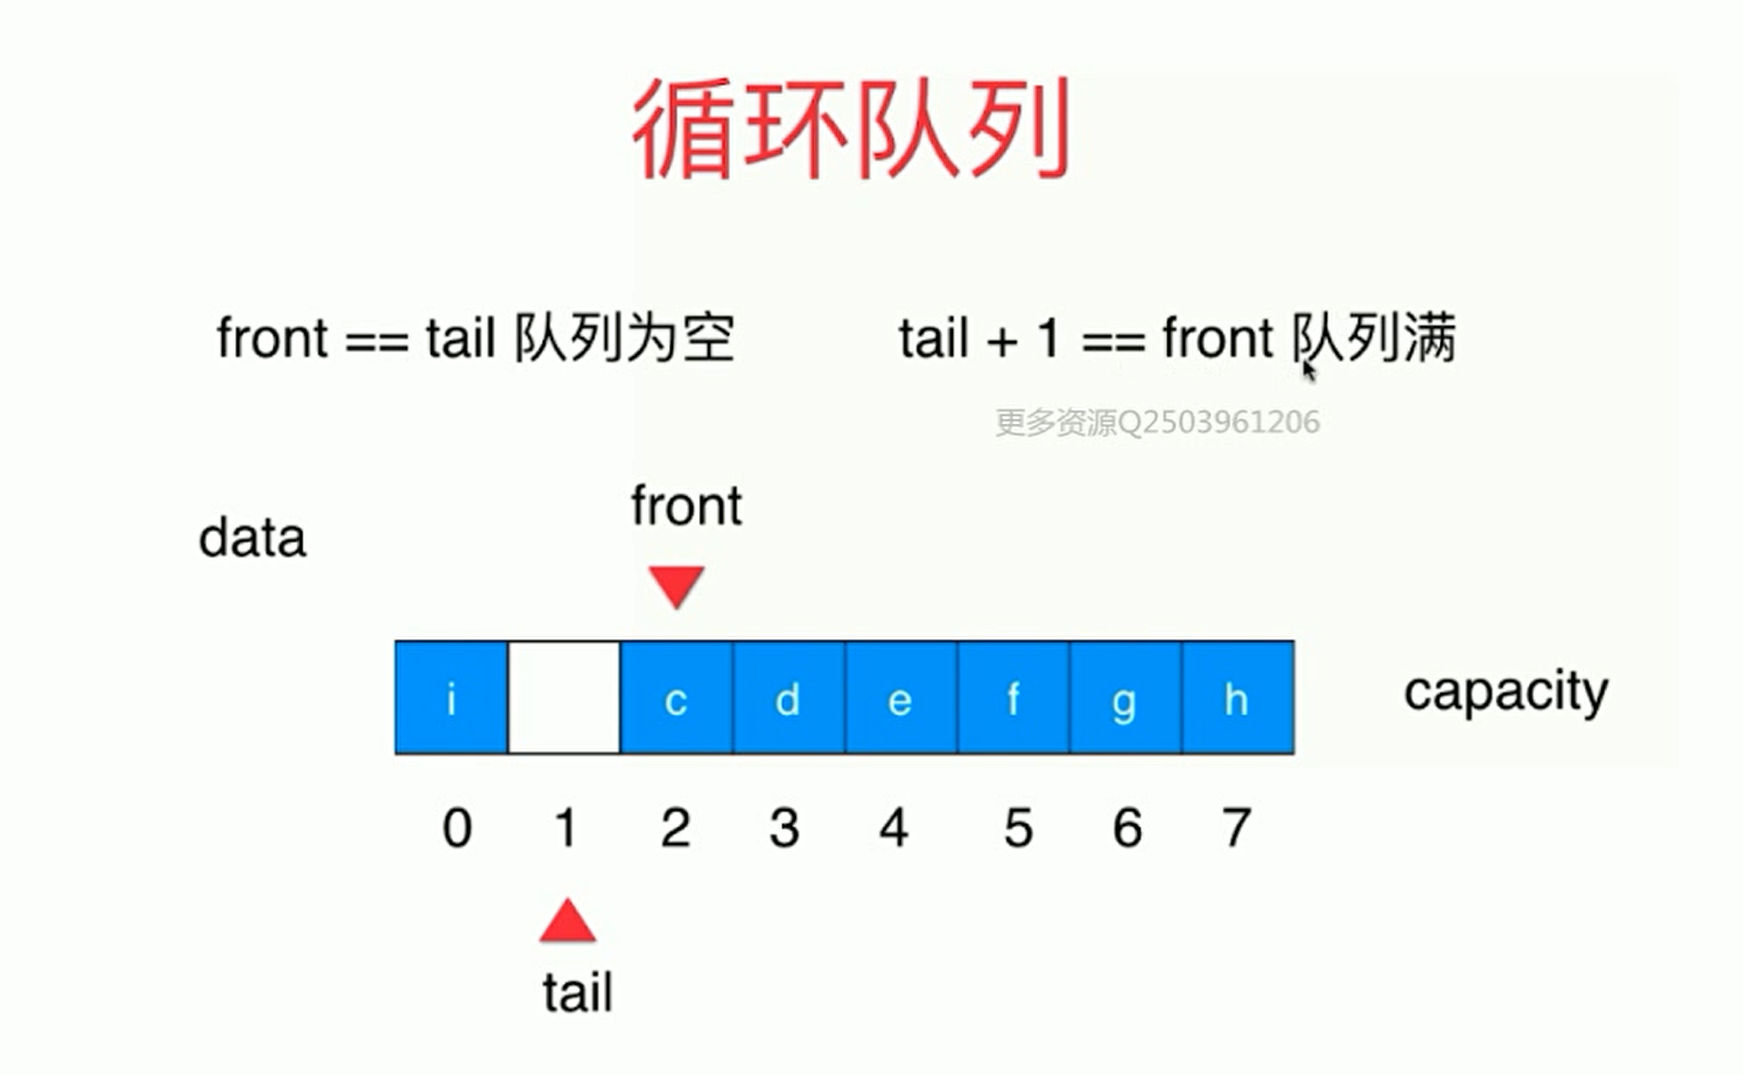 循环队列
front == tail 队列为空
tail + 1 == front 队列满
更多资源Q2503961206
front
data
i c d e f g h
capacity
0 1 2 3 4 5 6 7
tail